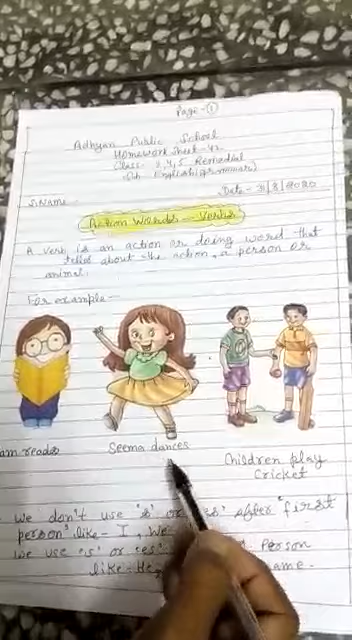 Page-①
Adhyan Public School
Homework Sheet-
Class- 3,4,5 Remedial
Sub English (grammar)
S.Name- Date- 31/8/2020
Action Words - Verbs
A verb is an action or doing word that
tells about the action, a person or
animal.
For example-
am reads
Seema dances
Children play
Cricket
we don't use 's' or 'es' after "first
person" like- I, We
we use 's' or 'es' person
like-He, name.